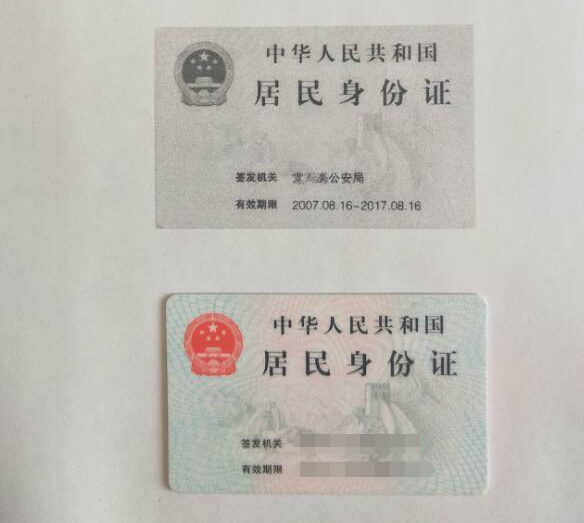 中华人民共和国
居民身份证
签发机关 公安局
有效期限 2007.08.16~2017.08.16
中华人民共和国
居民身份证
签发机关
有效期限